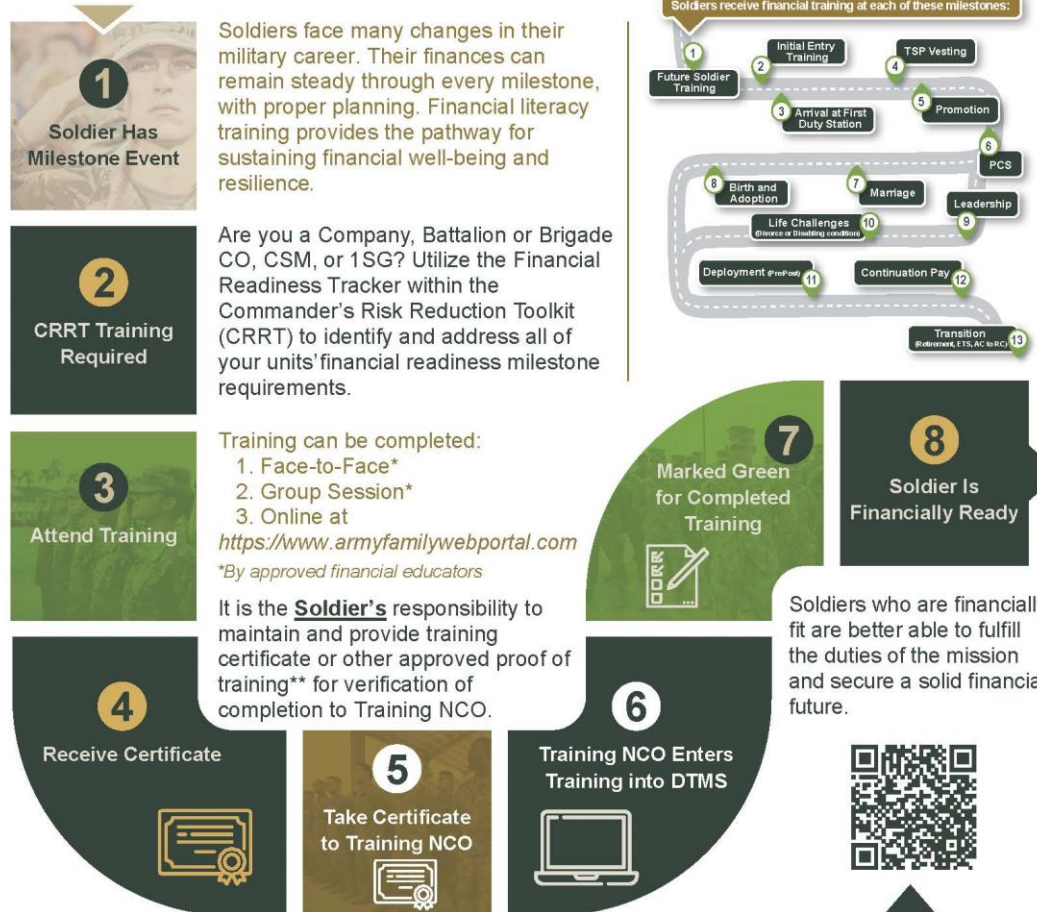 1
Soldier Has
Milestone Event
Soldiers face many changes in their
military career. Their finances can
remain steady through every milestone,
with proper planning. Financial literacy
training provides the pathway for
sustaining financial well-being and
resilience.
2
CRRT Training
Required
Are you a Company, Battalion or Brigade
CO, CSM, or 1SG? Utilize the Financial
Readiness Tracker within the
Commander's Risk Reduction Toolkit
(CRRT) to identify and address all of
your units' financial readiness milestone
requirements.
Soldiers receive financial training at each of these milestones:
1
Future Soldier
Training
2
Initial Entry
Training
3
Arrival at First
Duty Station
4
TSP Vesting
5
Promotion
6
PCS
7
Marriage
8
Birth and
Adoption
Leadership
9
Life Challenges
(Divorce or Disabling condition)
10
Deployment (Pre/Post)
11
Continuation Pay
12
Transition
(Retirement, ETS, AC to RC)
13
3
Attend Training
Training can be completed:
1. Face-to-Face*
2. Group Session*
3. Online at
https://www.armyfamilywebportal.com
*By approved financial educators
It is the Soldier's responsibility to
maintain and provide training
certificate or other approved proof of
training** for verification of
completion to Training NCO.
4
Receive Certificate
5
Take Certificate
to Training NCO
6
Training NCO Enters
Training into DTMS
7
Marked Green
for Completed
Training
8
Soldier Is
Financially Ready
Soldiers who are financiall
fit are better able to fulfill
the duties of the mission
and secure a solid financia
future.